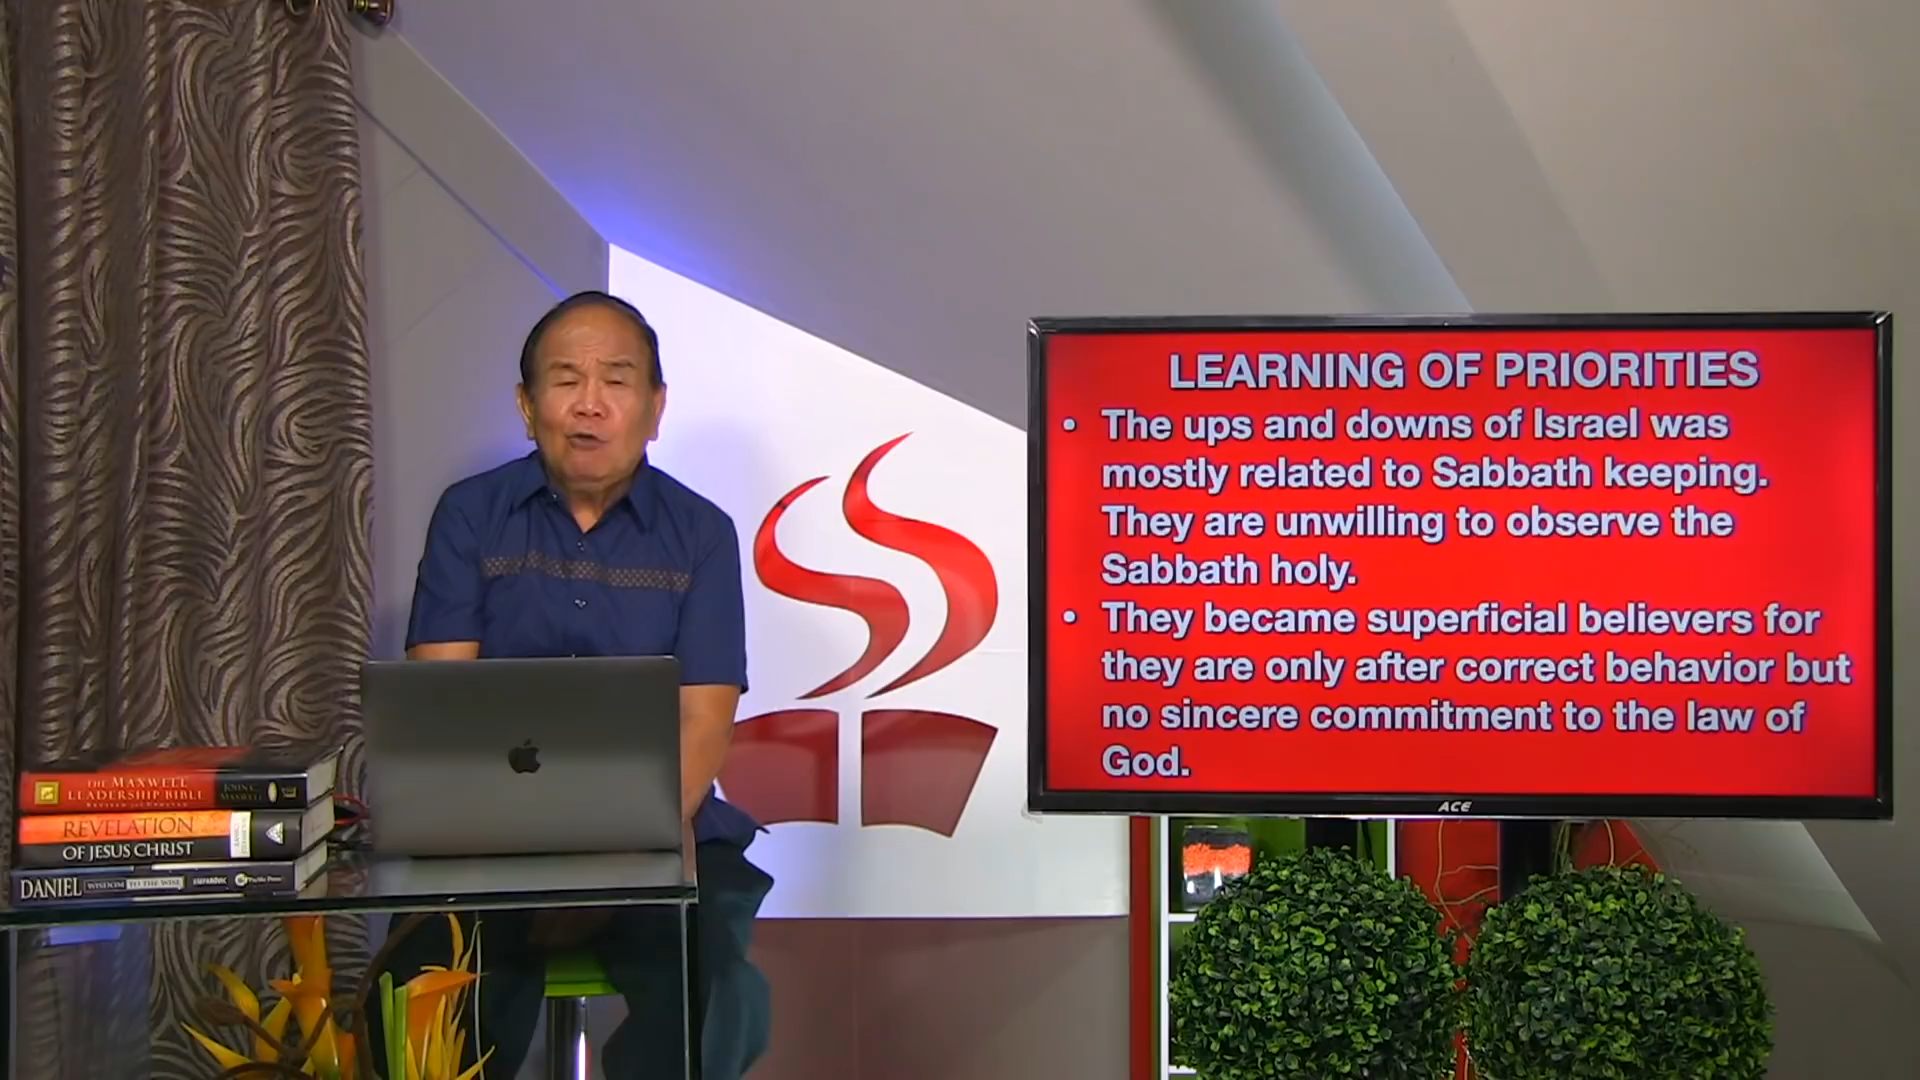 LEARNING OF PRIORITIES
• The ups and downs of Israel was
mostly related to Sabbath keeping.
They are unwilling to observe the
Sabbath holy.
• They became superficial believers for
they are only after correct behavior but
no sincere commitment to the law of
God.
ACE
THE MAXWELL
LEADERSHIP BIBLE
JOHN C.
MAXWELL
REVELATION
OF JESUS CHRIST
DANIEL
WISDOM TO THE WISE
Pacific Press